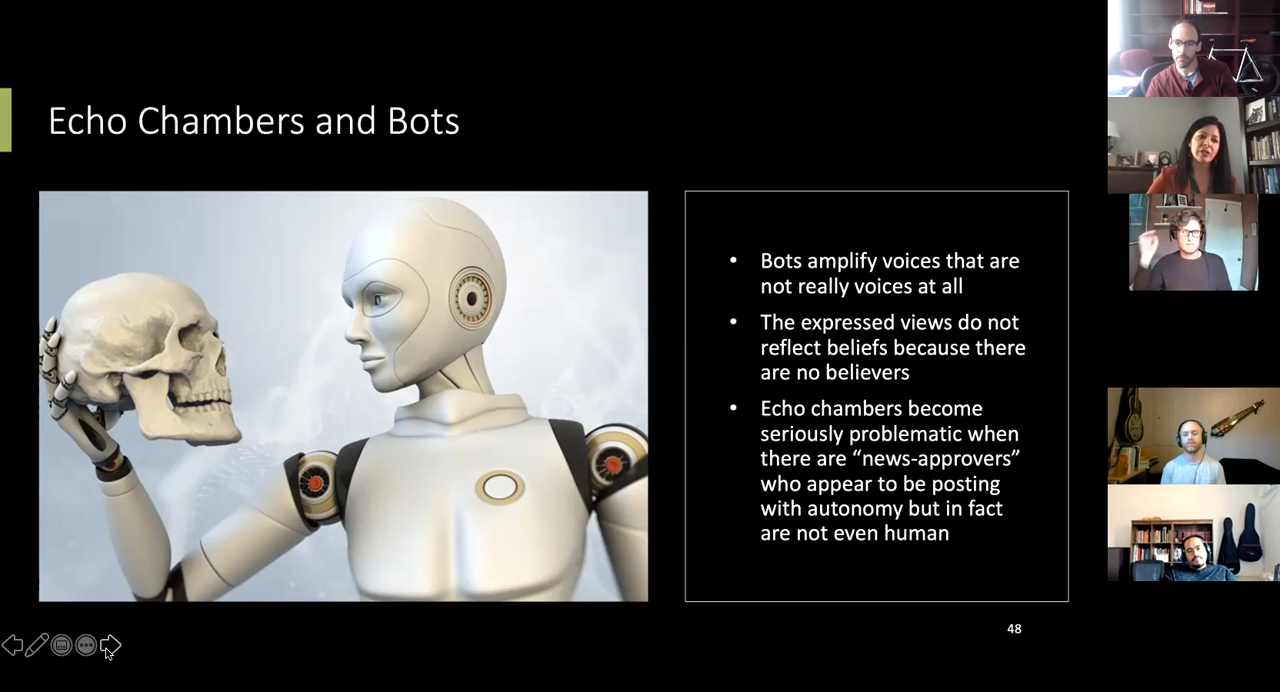 Echo Chambers and Bots
• Bots amplify voices that are
not really voices at all
• The expressed views do not
reflect beliefs because there
are no believers
• Echo chambers become
seriously problematic when
there are “news-approvers”
who appear to be posting
with autonomy but in fact
are not even human
48